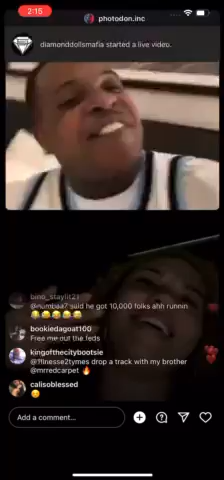 2:15
photodon.inc
diamonddollsmafia started a live video.
bino_staylit21
@numbaa7 said he got 10,000 folks ahh runnin
😂😂😂😂😂
bookiedagoat100
Free me out the feds
kingofthecitybootsie
@1finesse2tymes drop a track with my brother
@mrredcarpet 🔥
calisoblessed
😊
Add a comment...